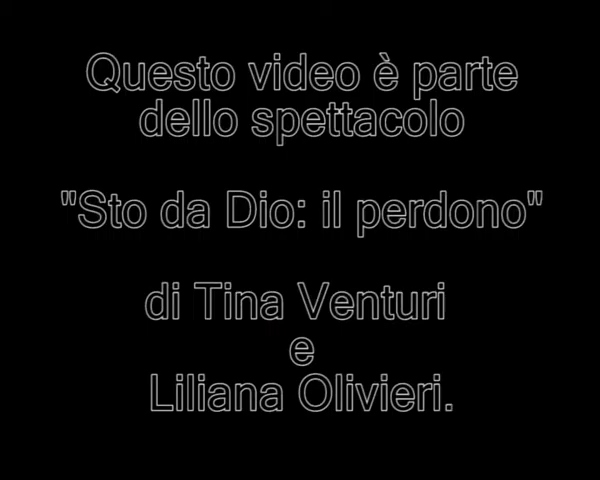 Questo video è parte
dello spettacolo
"Sto da Dio: il perdono"
di Tina Venturi
e
Liliana Olivieri.